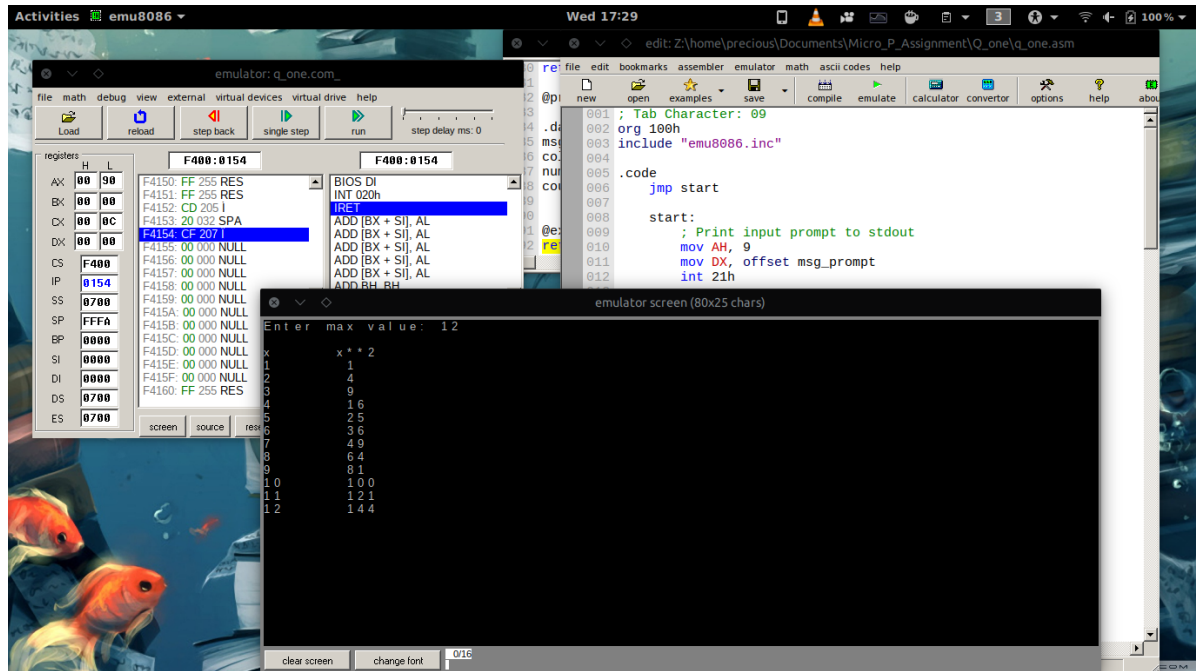 Activities emu8086 Wed 17:29 3 100 %
edit: Z:\home\precious\Documents\Micro_P_Assignment\Q_one\q_one.asm
file edit bookmarks assembler emulator math ascii codes help
new open examples save compile emulate calculator convertor options help
001 ; Tab Character: 09
002 org 100h
003 include "emu8086.inc"
004
005 .code
006 jmp start
007
008 start:
009 ; Print input prompt to stdout
010 mov AH, 9
011 mov DX, offset msg_prompt
012 int 21h
emulator: q_one.com_
file math debug view external virtual devices virtual drive help
Load reload step back single step run step delay ms: 0
registers
H L
F400:0154 F400:0154
AX 00 90
BX 00 00
CX 00 0C
DX 00 00
CS F400
IP 0154
SS 0700
SP FFFA
BP 0000
SI 0000
DI 0000
DS 0700
ES 0700
F4150: FF 255 RES
F4151: FF 255 RES
F4152: CD 205 Í
F4153: 20 032 SPA
F4154: CF 207 Ï
F4155: 00 000 NULL
F4156: 00 000 NULL
F4157: 00 000 NULL
F4158: 00 000 NULL
F4159: 00 000 NULL
F415A: 00 000 NULL
F415B: 00 000 NULL
F415C: 00 000 NULL
F415D: 00 000 NULL
F415E: 00 000 NULL
F415F: 00 000 NULL
F4160: FF 255 RES
BIOS DI
INT 020h
IRET
ADD [BX + SI], AL
ADD [BX + SI], AL
ADD [BX + SI], AL
ADD [BX + SI], AL
ADD [BX + SI], AL
ADD BH, BH
screen source
emulator screen (80x25 chars)
Enter max value: 12
x x**2
1 1
2 4
3 9
4 16
5 25
6 36
7 49
8 64
9 81
10 100
11 121
12 144
clear screen change font 0/16